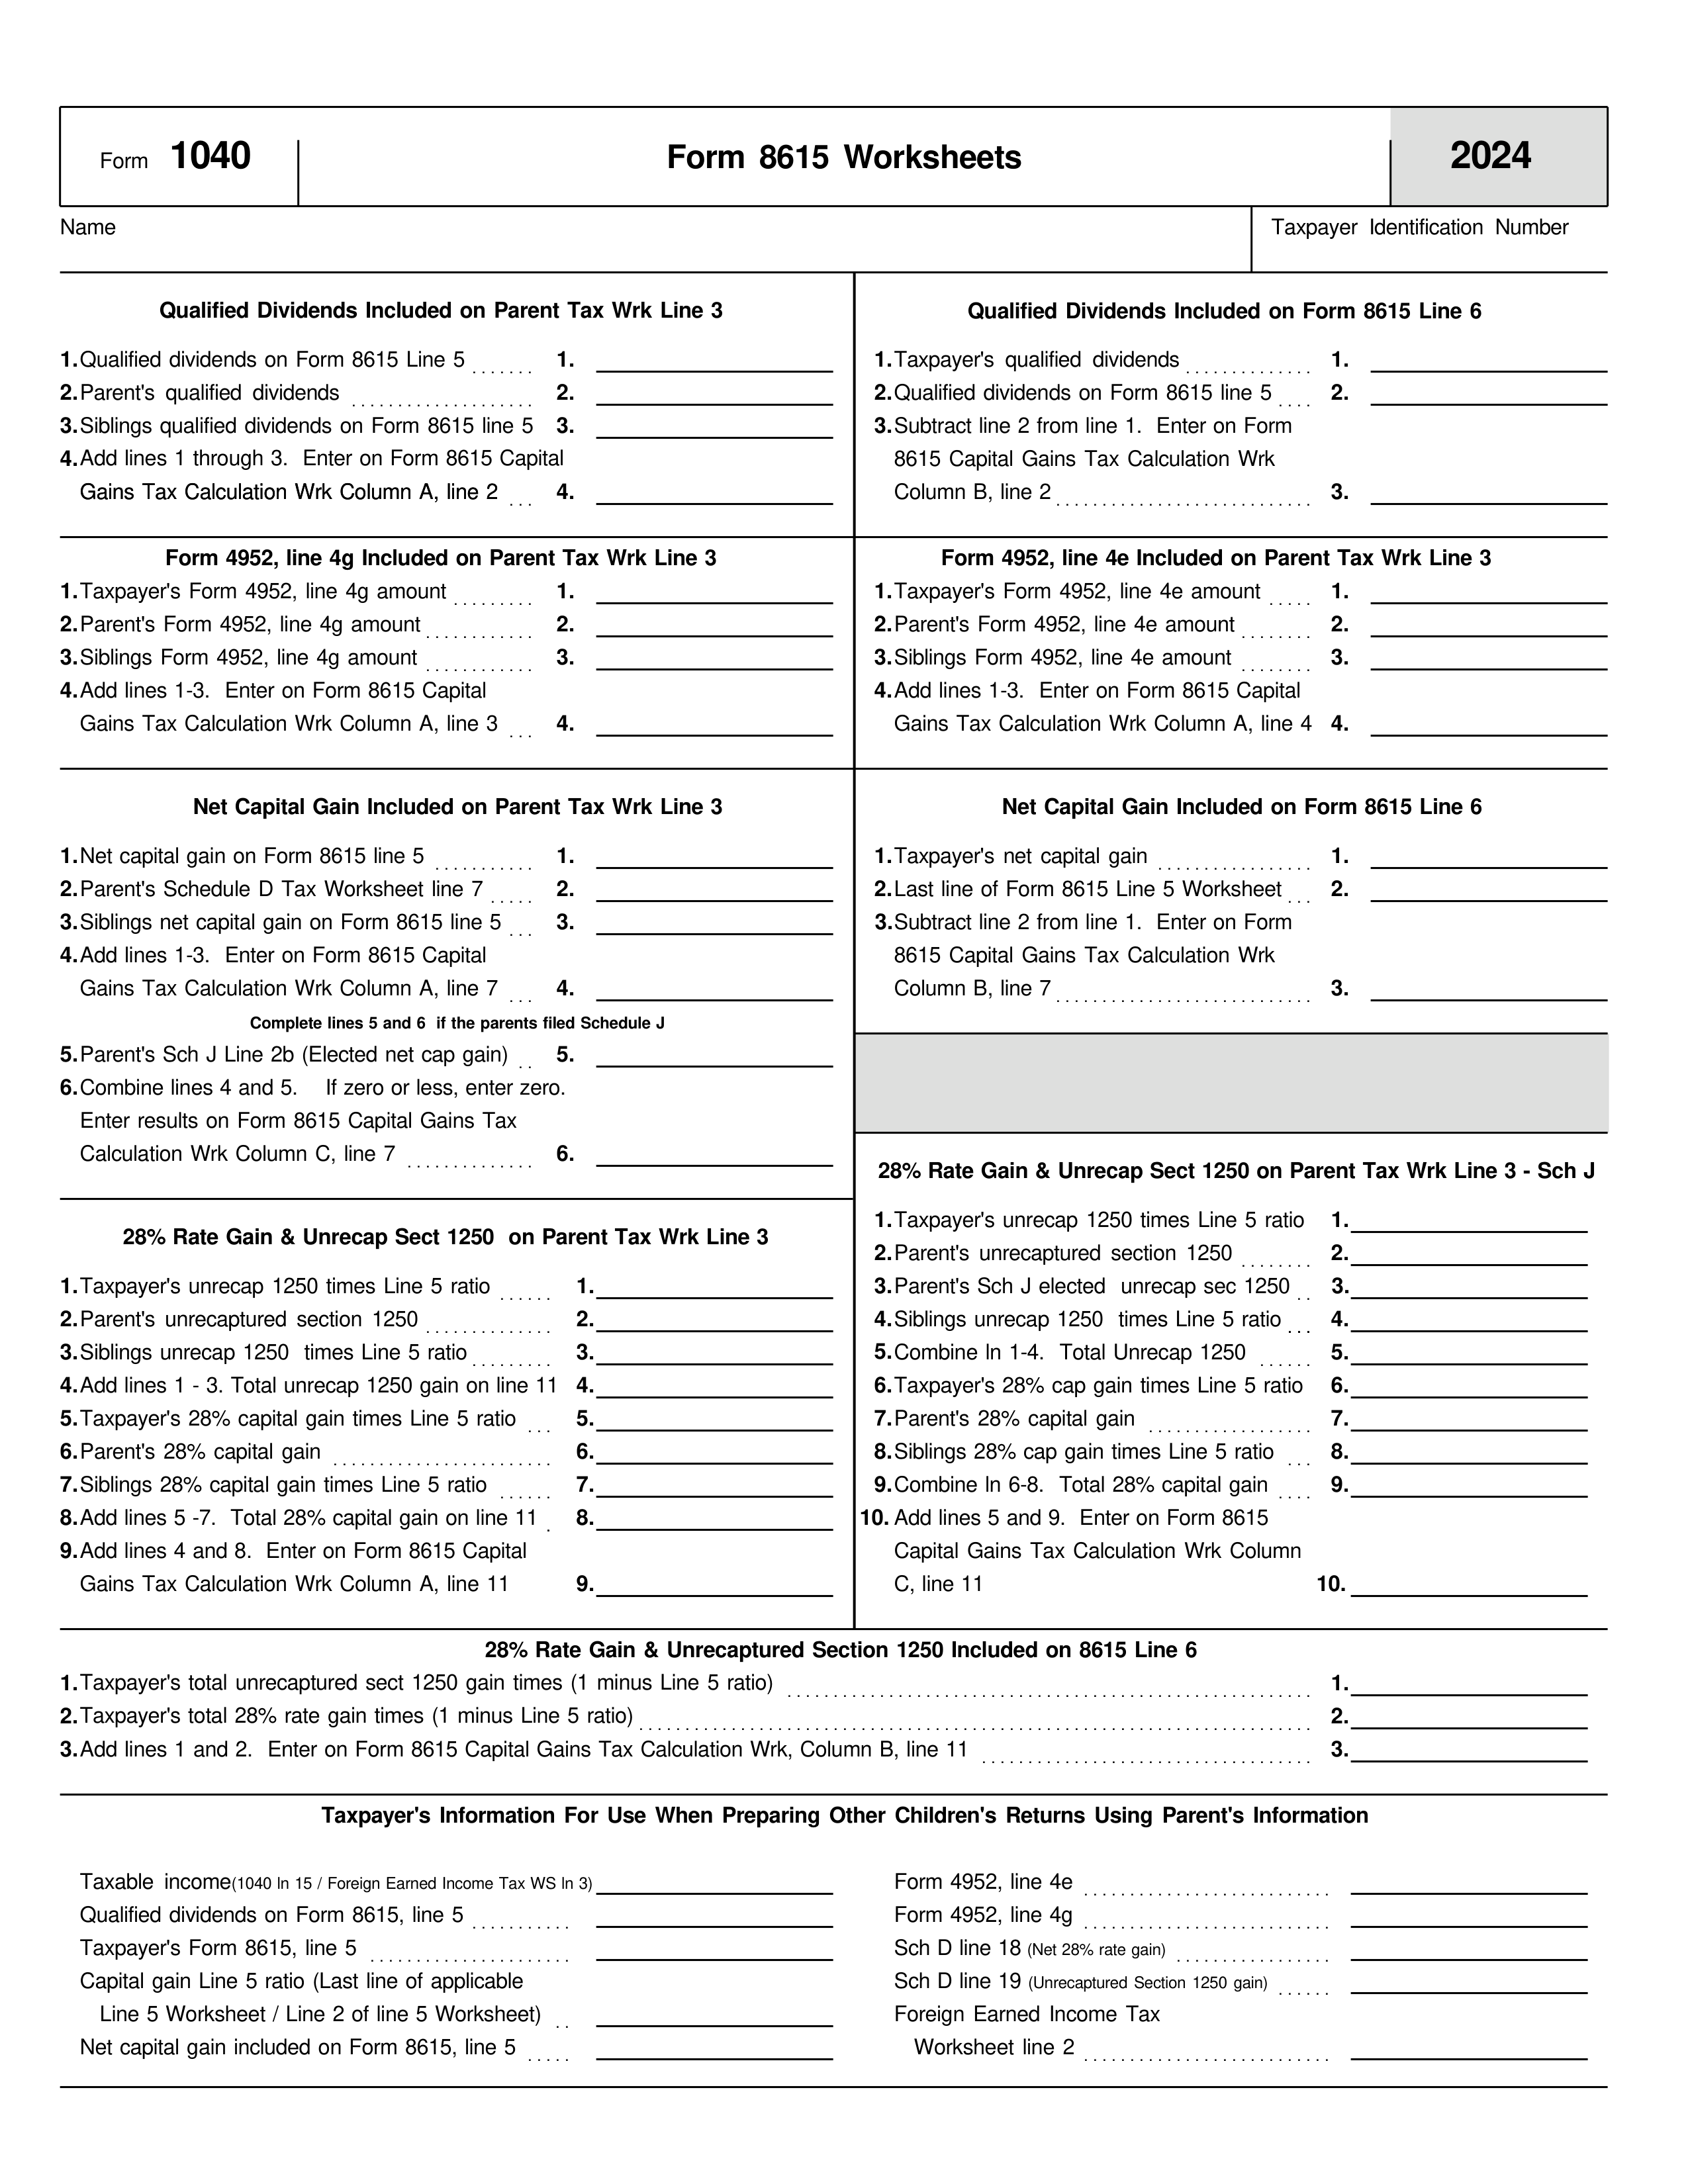 Form 1040
Form 8615 Worksheets
2024
Name
Taxpayer Identification Number
Qualified Dividends Included on Parent Tax Wrk Line 3
1. Qualified dividends on Form 8615 Line 5 ....... 1.
2. Parent's qualified dividends .................. 2.
3. Siblings qualified dividends on Form 8615 line 5 3.
4. Add lines 1 through 3. Enter on Form 8615 Capital
Gains Tax Calculation Wrk Column A, line 2 ... 4.
Qualified Dividends Included on Form 8615 Line 6
1. Taxpayer's qualified dividends .............. 1.
2. Qualified dividends on Form 8615 line 5 .... 2.
3. Subtract line 2 from line 1. Enter on Form
8615 Capital Gains Tax Calculation Wrk
Column B, line 2 ............................ 3.
Form 4952, line 4g Included on Parent Tax Wrk Line 3
1. Taxpayer's Form 4952, line 4g amount ......... 1.
2. Parent's Form 4952, line 4g amount ............ 2.
3. Siblings Form 4952, line 4g amount ............ 3.
4. Add lines 1-3. Enter on Form 8615 Capital
Gains Tax Calculation Wrk Column A, line 3 ... 4.
Form 4952, line 4e Included on Parent Tax Wrk Line 3
1. Taxpayer's Form 4952, line 4e amount ..... 1.
2. Parent's Form 4952, line 4e amount ........ 2.
3. Siblings Form 4952, line 4e amount ........ 3.
4. Add lines 1-3. Enter on Form 8615 Capital
Gains Tax Calculation Wrk Column A, line 4 4.
Net Capital Gain Included on Parent Tax Wrk Line 3
1. Net capital gain on Form 8615 line 5 ........... 1.
2. Parent's Schedule D Tax Worksheet line 7 ..... 2.
3. Siblings net capital gain on Form 8615 line 5 ... 3.
4. Add lines 1-3. Enter on Form 8615 Capital
Gains Tax Calculation Wrk Column A, line 7 ... 4.
Complete lines 5 and 6 if the parents filed Schedule J
5. Parent's Sch J Line 2b (Elected net cap gain) .. 5.
6. Combine lines 4 and 5. If zero or less, enter zero.
Enter results on Form 8615 Capital Gains Tax
Calculation Wrk Column C, line 7 .............. 6.
Net Capital Gain Included on Form 8615 Line 6
1. Taxpayer's net capital gain ................. 1.
2. Last line of Form 8615 Line 5 Worksheet ... 2.
3. Subtract line 2 from line 1. Enter on Form
8615 Capital Gains Tax Calculation Wrk
Column B, line 7 ............................ 3.
28% Rate Gain & Unrecap Sect 1250 on Parent Tax Wrk Line 3
1. Taxpayer's unrecap 1250 times Line 5 ratio ...... 1.
2. Parent's unrecaptured section 1250 .............. 2.
3. Siblings unrecap 1250 times Line 5 ratio ......... 3.
4. Add lines 1 - 3. Total unrecap 1250 gain on line 11 4.
5. Taxpayer's 28% capital gain times Line 5 ratio ... 5.
6. Parent's 28% capital gain ........................ 6.
7. Siblings 28% capital gain times Line 5 ratio ...... 7.
8. Add lines 5 -7. Total 28% capital gain on line 11 . 8.
9. Add lines 4 and 8. Enter on Form 8615 Capital
Gains Tax Calculation Wrk Column A, line 11 9.
28% Rate Gain & Unrecap Sect 1250 on Parent Tax Wrk Line 3 - Sch J
1. Taxpayer's unrecap 1250 times Line 5 ratio 1.
2. Parent's unrecaptured section 1250 ........ 2.
3. Parent's Sch J elected unrecap sec 1250 .. 3.
4. Siblings unrecap 1250 times Line 5 ratio ... 4.
5. Combine ln 1-4. Total Unrecap 1250 ...... 5.
6. Taxpayer's 28% cap gain times Line 5 ratio 6.
7. Parent's 28% capital gain .................. 7.
8. Siblings 28% cap gain times Line 5 ratio ... 8.
9. Combine ln 6-8. Total 28% capital gain .... 9.
10. Add lines 5 and 9. Enter on Form 8615
Capital Gains Tax Calculation Wrk Column
C, line 11 10.
28% Rate Gain & Unrecaptured Section 1250 Included on 8615 Line 6
1. Taxpayer's total unrecaptured sect 1250 gain times (1 minus Line 5 ratio) .......................................................... 1.
2. Taxpayer's total 28% rate gain times (1 minus Line 5 ratio) .......................................................................... 2.
3. Add lines 1 and 2. Enter on Form 8615 Capital Gains Tax Calculation Wrk, Column B, line 11 .................................... 3.
Taxpayer's Information For Use When Preparing Other Children's Returns Using Parent's Information
Taxable income(1040 ln 15 / Foreign Earned Income Tax WS ln 3)
Qualified dividends on Form 8615, line 5 ...........
Taxpayer's Form 8615, line 5 ......................
Capital gain Line 5 ratio (Last line of applicable
Line 5 Worksheet / Line 2 of line 5 Worksheet) ..
Net capital gain included on Form 8615, line 5 .....
Form 4952, line 4e ...........................
Form 4952, line 4g ...........................
Sch D line 18 (Net 28% rate gain) .................
Sch D line 19 (Unrecaptured Section 1250 gain) ......
Foreign Earned Income Tax
Worksheet line 2 ...........................